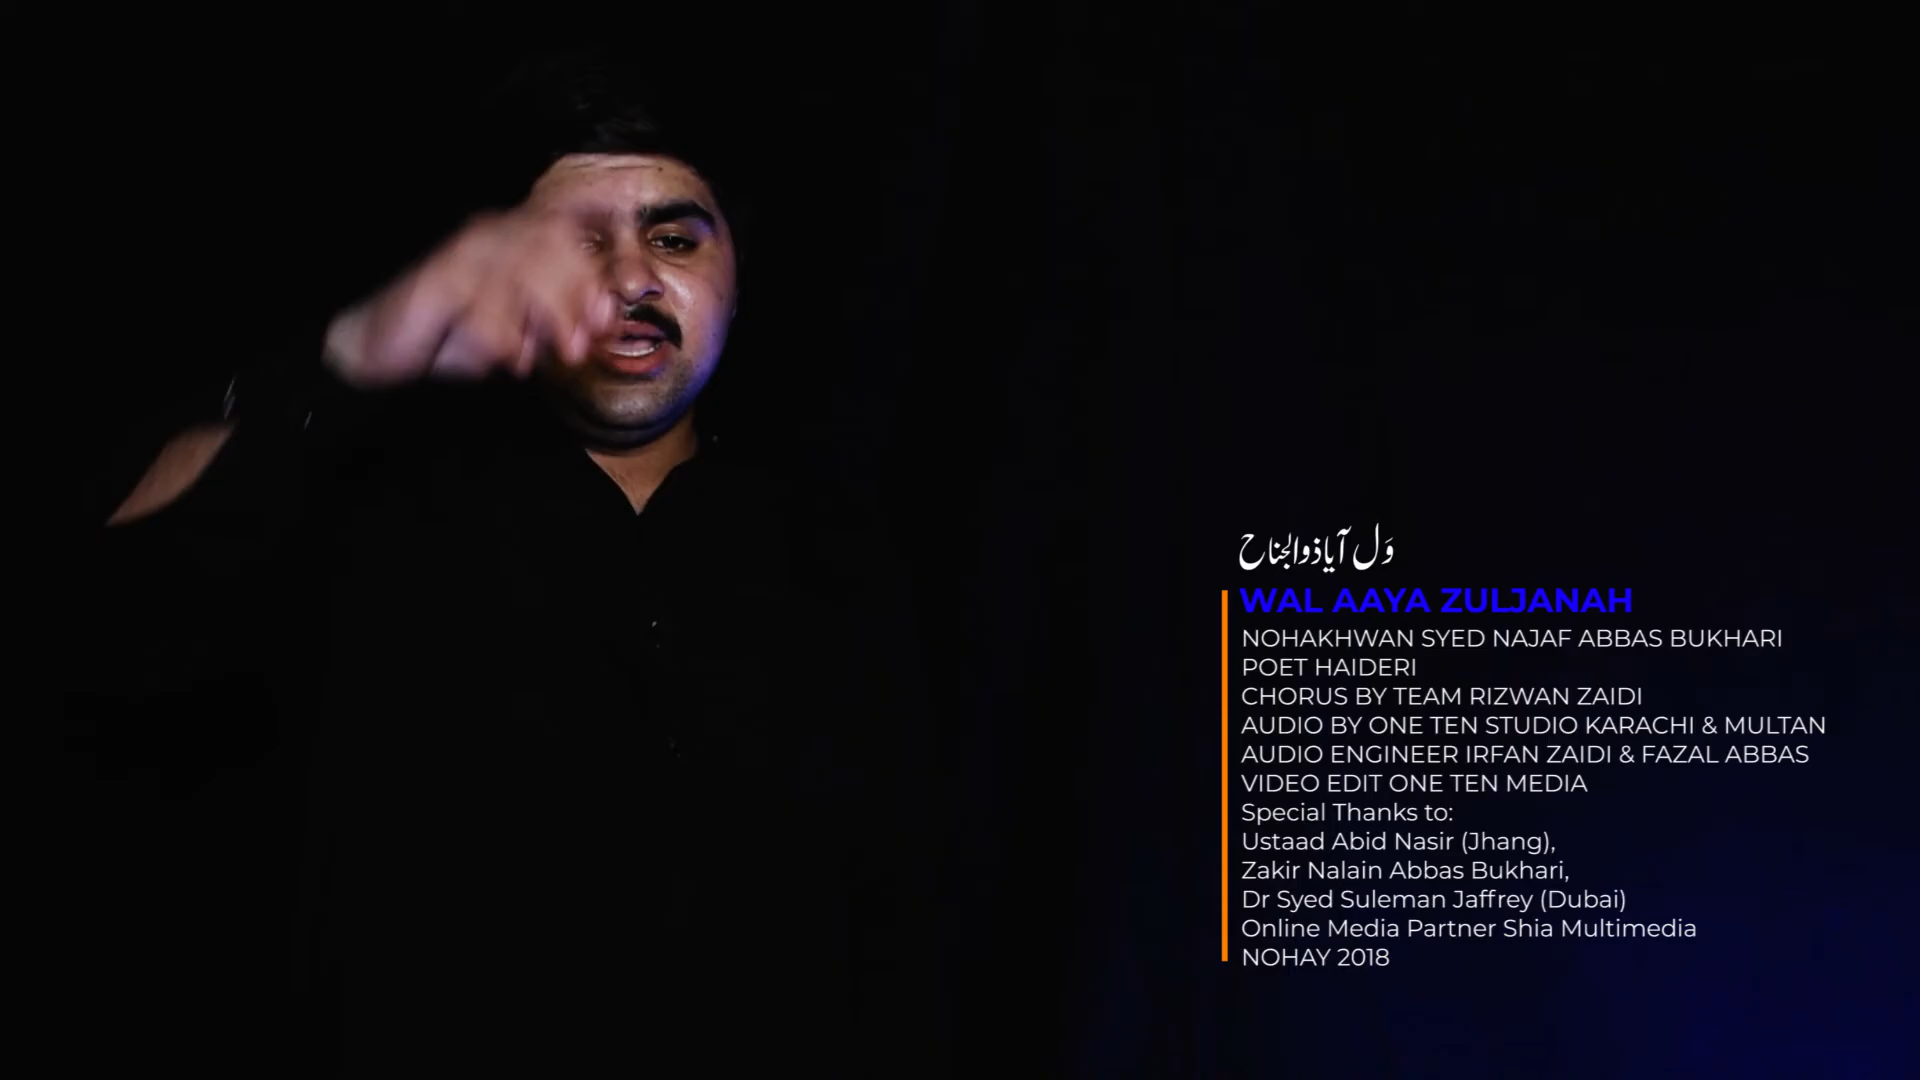 وَل آیا ذوالجناح
WAL AAYA ZULJANAH
NOHAKHWAN SYED NAJAF ABBAS BUKHARI
POET HAIDERI
CHORUS BY TEAM RIZWAN ZAIDI
AUDIO BY ONE TEN STUDIO KARACHI & MULTAN
AUDIO ENGINEER IRFAN ZAIDI & FAZAL ABBAS
VIDEO EDIT ONE TEN MEDIA
Special Thanks to:
Ustaad Abid Nasir (Jhang),
Zakir Nalain Abbas Bukhari,
Dr Syed Suleman Jaffrey (Dubai)
Online Media Partner Shia Multimedia
NOHAY 2018